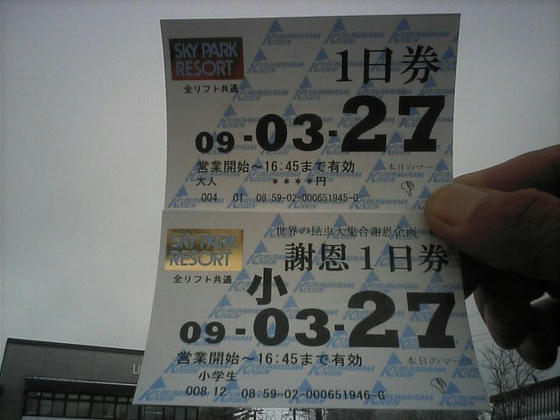 SKY PARK
RESORT
1日券
全リフト共通
09-03-27
営業開始~16:45まで有効
大人 ****円
本日のマー
004 01 08:59-02-000651945-G
世界の昆虫大集合謝恩企画
SKY PARK
RESORT
謝恩1日券
全リフト共通
小
09-03-27
営業開始~16:45まで有効
小学生
本日のマー
008 12 08:59-02-000651946-G
KURUMAYAMA
KOGEN